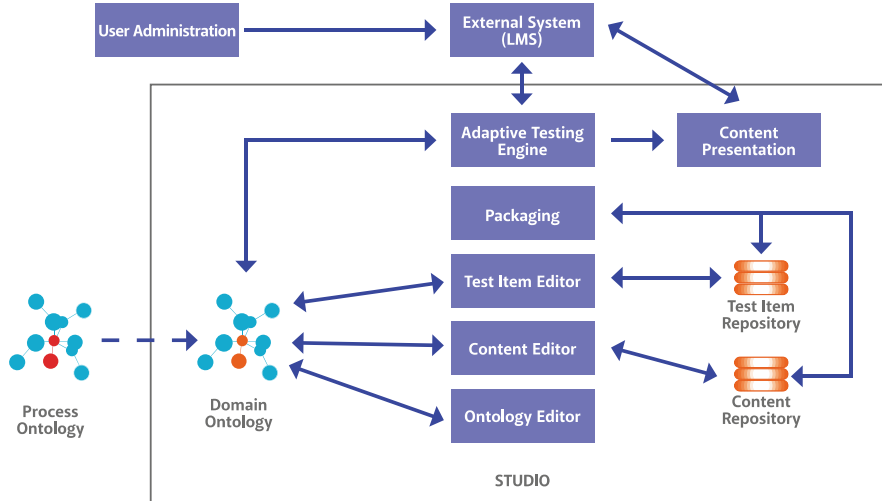 User Administration
External System
(LMS)
Adaptive Testing
Engine
Content
Presentation
Packaging
Test Item Editor
Test Item
Repository
Content Editor
Content
Repository
Ontology Editor
Process
Ontology
Domain
Ontology
STUDIO